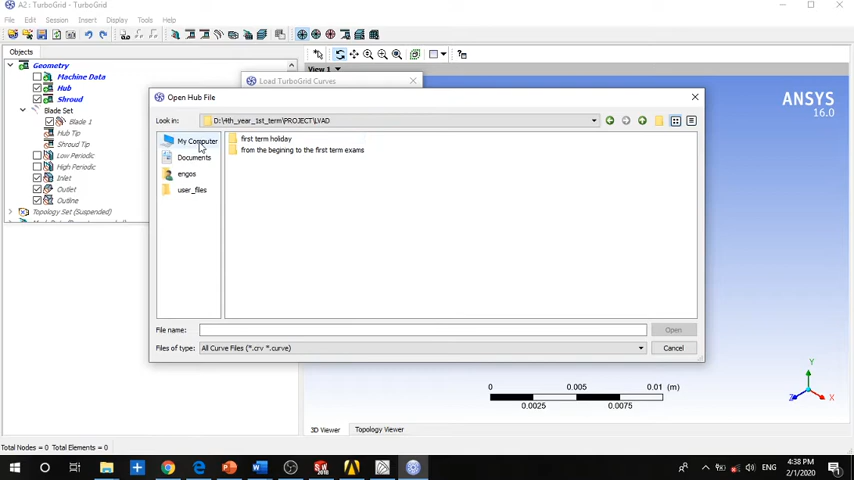 A2 : TurboGrid - TurboGrid
File Edit Session Insert Display Tools Help
Objects
Geometry
Machine Data
Hub
Shroud
Blade Set
Blade 1
Hub Tip
Shroud Tip
Low Periodic
High Periodic
Inlet
Outlet
Outline
Topology Set (Suspended)
View 1
Load TurboGrid Curves
Open Hub File
Look in: D:\4th_year_1st_term\PROJECT\LVAD
My Computer
Documents
engos
user_files
first term holiday
from the begining to the first term exams
File name:
Open
Files of type: All Curve Files (*.crv *.curve)
Cancel
ANSYS
16.0
0 0.005 0.01 (m)
0.0025 0.0075
Y
Z X
3D Viewer Topology Viewer
Total Nodes = 0 Total Elements = 0
ENG
4:38 PM
2/1/2020